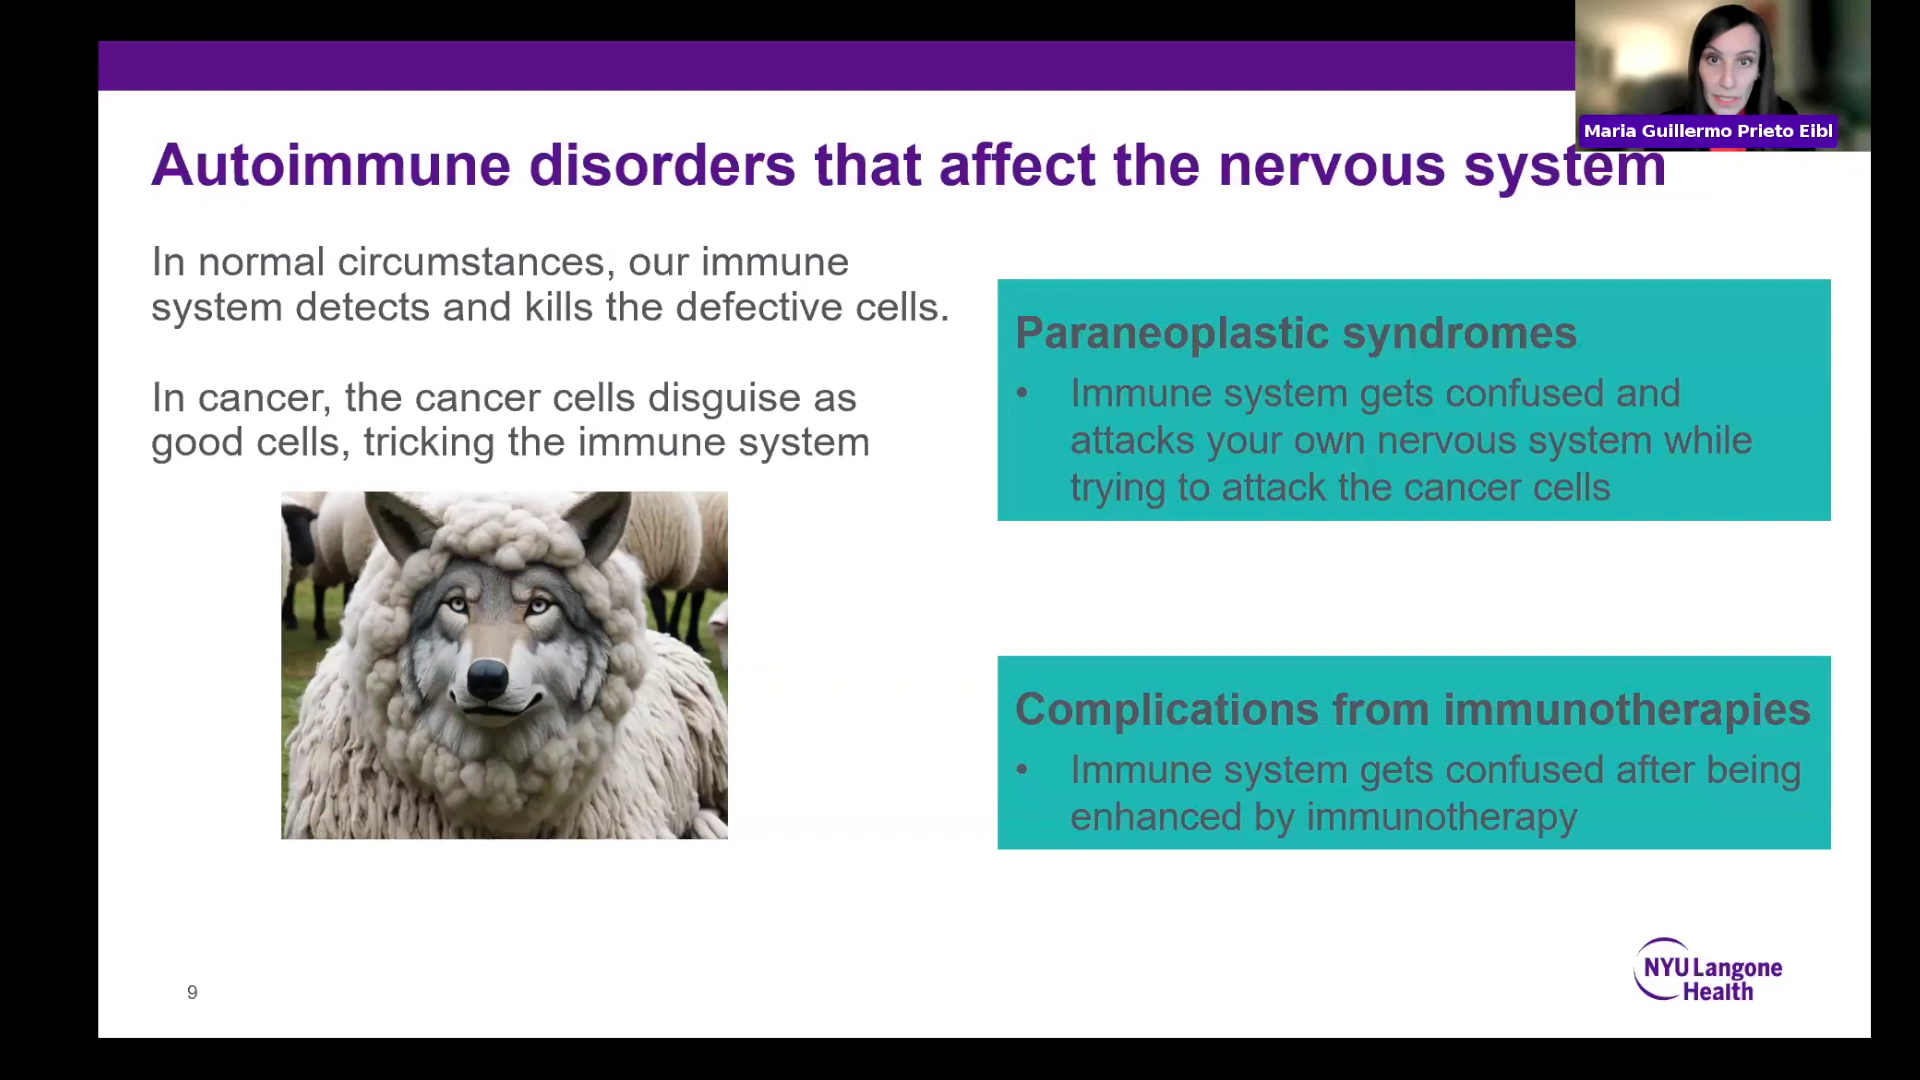 Maria Guillermo Prieto Eibl
Autoimmune disorders that affect the nervous system
In normal circumstances, our immune
system detects and kills the defective cells.
In cancer, the cancer cells disguise as
good cells, tricking the immune system
Paraneoplastic syndromes
• Immune system gets confused and
attacks your own nervous system while
trying to attack the cancer cells
Complications from immunotherapies
• Immune system gets confused after being
enhanced by immunotherapy
9
NYU Langone
Health